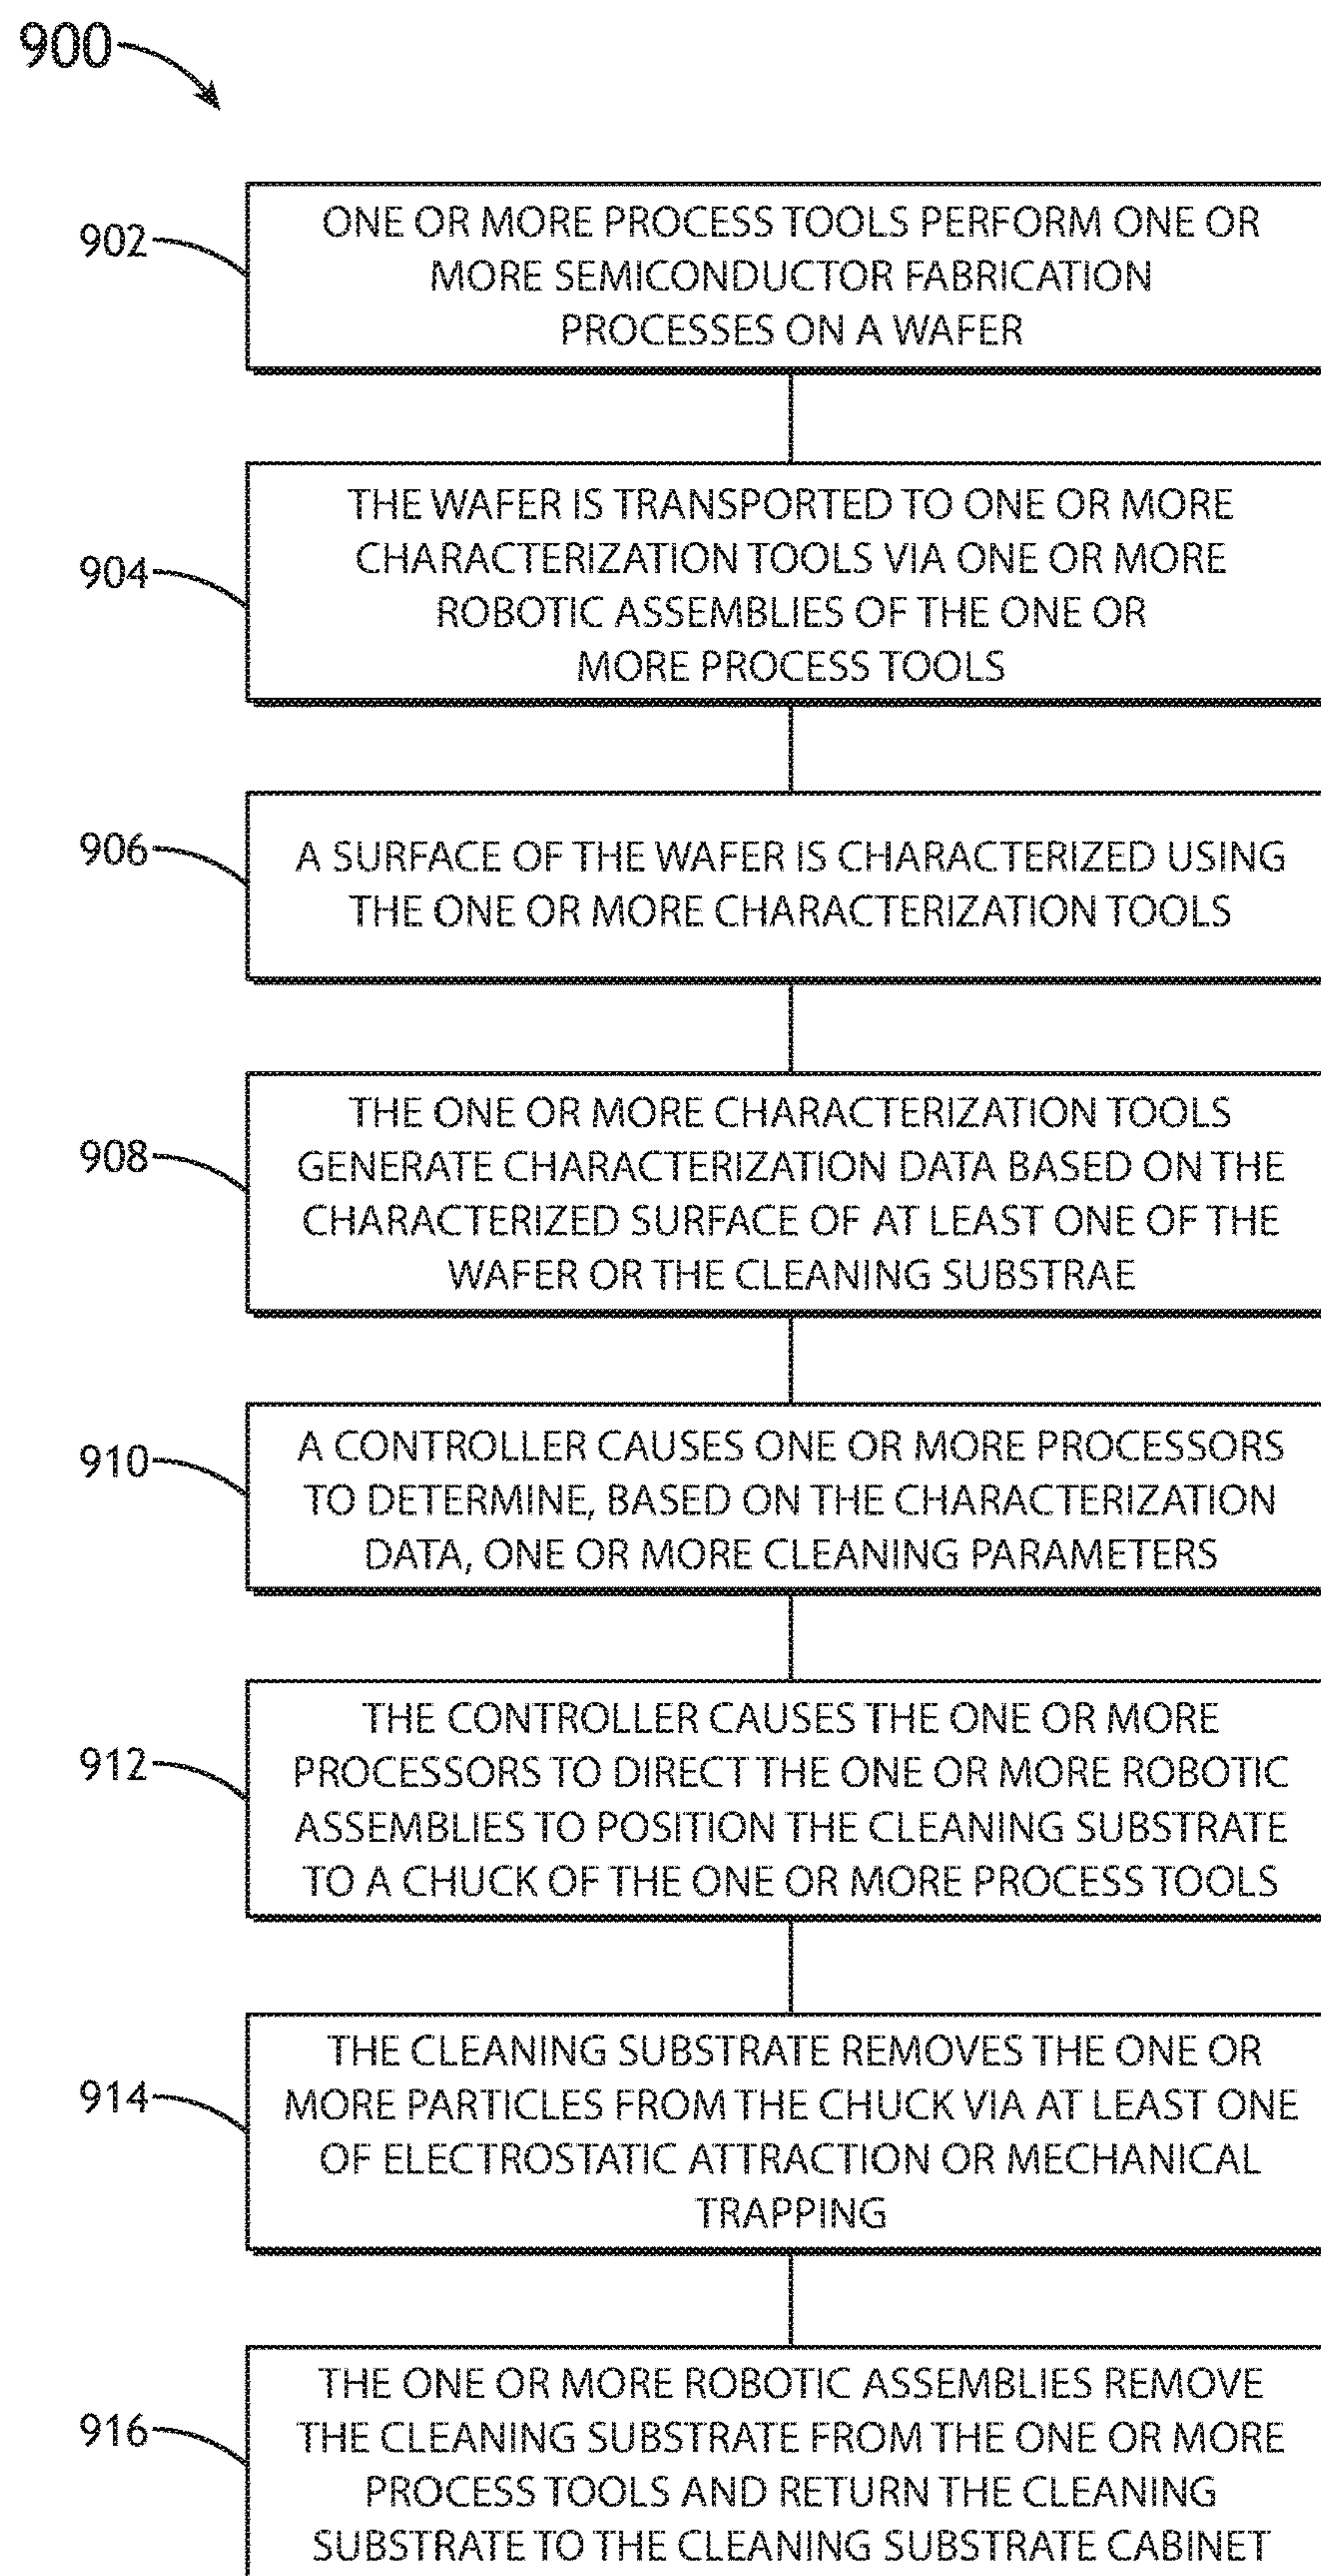 900
902
ONE OR MORE PROCESS TOOLS PERFORM ONE OR
MORE SEMICONDUCTOR FABRICATION
PROCESSES ON A WAFER
904
THE WAFER IS TRANSPORTED TO ONE OR MORE
CHARACTERIZATION TOOLS VIA ONE OR MORE
ROBOTIC ASSEMBLIES OF THE ONE OR
MORE PROCESS TOOLS
906
A SURFACE OF THE WAFER IS CHARACTERIZED USING
THE ONE OR MORE CHARACTERIZATION TOOLS
908
THE ONE OR MORE CHARACTERIZATION TOOLS
GENERATE CHARACTERIZATION DATA BASED ON THE
CHARACTERIZED SURFACE OF AT LEAST ONE OF THE
WAFER OR THE CLEANING SUBSTRAE
910
A CONTROLLER CAUSES ONE OR MORE PROCESSORS
TO DETERMINE, BASED ON THE CHARACTERIZATION
DATA, ONE OR MORE CLEANING PARAMETERS
912
THE CONTROLLER CAUSES THE ONE OR MORE
PROCESSORS TO DIRECT THE ONE OR MORE ROBOTIC
ASSEMBLIES TO POSITION THE CLEANING SUBSTRATE
TO A CHUCK OF THE ONE OR MORE PROCESS TOOLS
914
THE CLEANING SUBSTRATE REMOVES THE ONE OR
MORE PARTICLES FROM THE CHUCK VIA AT LEAST ONE
OF ELECTROSTATIC ATTRACTION OR MECHANICAL
TRAPPING
916
THE ONE OR MORE ROBOTIC ASSEMBLIES REMOVE
THE CLEANING SUBSTRATE FROM THE ONE OR MORE
PROCESS TOOLS AND RETURN THE CLEANING
SUBSTRATE TO THE CLEANING SUBSTRATE CABINET